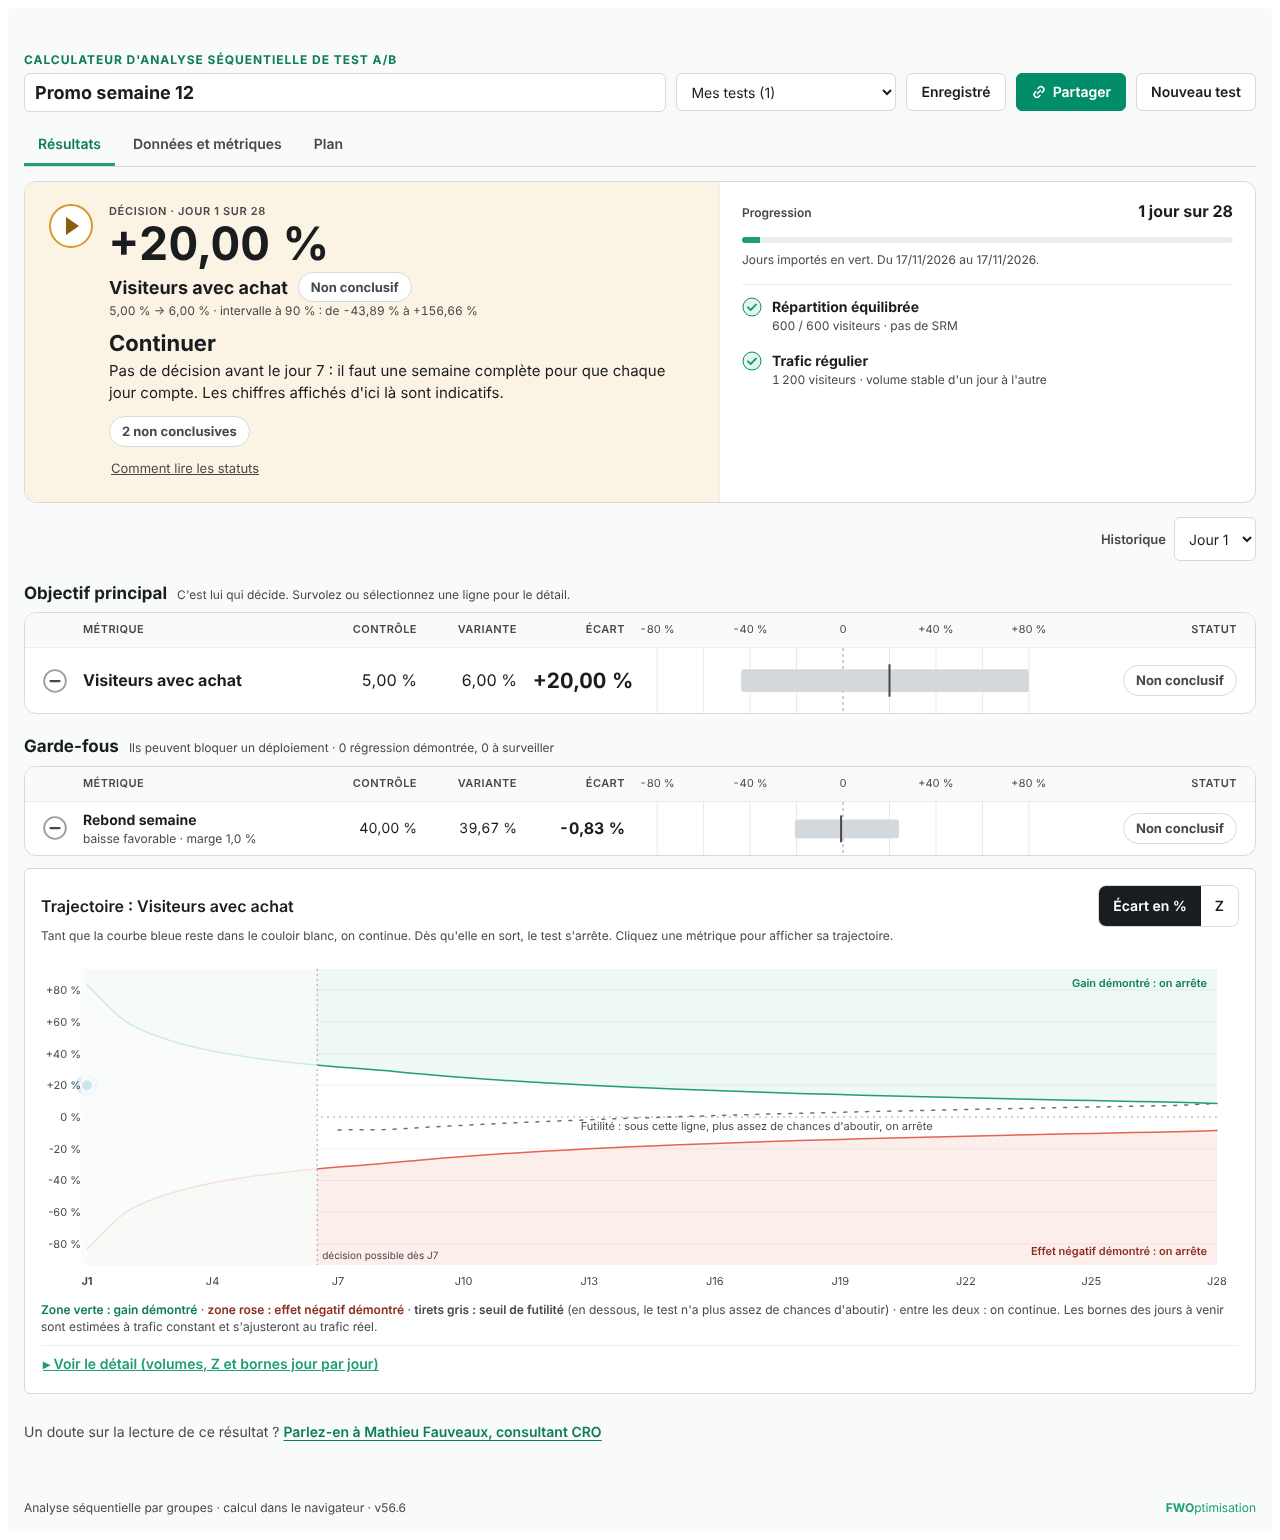 CALCULATEUR D'ANALYSE SÉQUENTIELLE DE TEST A/B
Promo semaine 12
Mes tests (1)
Enregistré
Partager
Nouveau test
Résultats
Données et métriques
Plan
DÉCISION · JOUR 1 SUR 28
+20,00 %
Visiteurs avec achat
Non conclusif
5,00 % → 6,00 % · intervalle à 90 % : de -43,89 % à +156,66 %
Continuer
Pas de décision avant le jour 7 : il faut une semaine complète pour que chaque
jour compte. Les chiffres affichés d'ici là sont indicatifs.
2 non conclusives
Comment lire les statuts
Progression
1 jour sur 28
Jours importés en vert. Du 17/11/2026 au 17/11/2026.
Répartition équilibrée
600 / 600 visiteurs · pas de SRM
Trafic régulier
1 200 visiteurs · volume stable d'un jour à l'autre
Historique
Jour 1
Objectif principal C'est lui qui décide. Survolez ou sélectionnez une ligne pour le détail.
MÉTRIQUE CONTRÔLE VARIANTE ÉCART -80 % -40 % 0 +40 % +80 % STATUT
Visiteurs avec achat 5,00 % 6,00 % +20,00 % Non conclusif
Garde-fous Ils peuvent bloquer un déploiement · 0 régression démontrée, 0 à surveiller
MÉTRIQUE CONTRÔLE VARIANTE ÉCART -80 % -40 % 0 +40 % +80 % STATUT
Rebond semaine 40,00 % 39,67 % -0,83 % Non conclusif
baisse favorable · marge 1,0 %
Trajectoire : Visiteurs avec achat
Écart en %
Z
Tant que la courbe bleue reste dans le couloir blanc, on continue. Dès qu'elle en sort, le test s'arrête. Cliquez une métrique pour afficher sa trajectoire.
Gain démontré : on arrête
+80 %
+60 %
+40 %
+20 %
0 %
Futilité : sous cette ligne, plus assez de chances d'aboutir, on arrête
-20 %
-40 %
-60 %
-80 %
Effet négatif démontré : on arrête
décision possible dès J7
J1 J4 J7 J10 J13 J16 J19 J22 J25 J28
Zone verte : gain démontré · zone rose : effet négatif démontré · tirets gris : seuil de futilité (en dessous, le test n'a plus assez de chances d'aboutir) · entre les deux : on continue. Les bornes des jours à venir
sont estimées à trafic constant et s'ajusteront au trafic réel.
▸ Voir le détail (volumes, Z et bornes jour par jour)
Un doute sur la lecture de ce résultat ? Parlez-en à Mathieu Fauveaux, consultant CRO
Analyse séquentielle par groupes · calcul dans le navigateur · v56.6
FWOptimisation